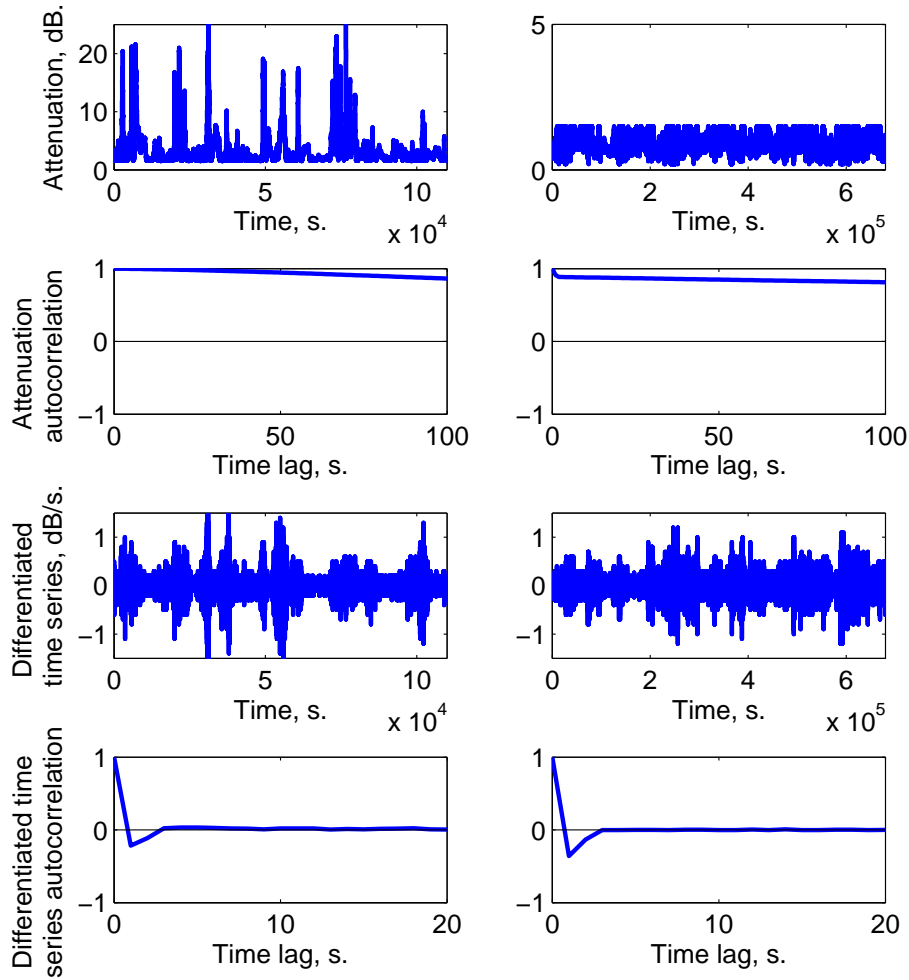 Attenuation, dB.
20
10
0
0 5 10
Time, s.
x 10^4
5
0
0 2 4 6
Time, s.
x 10^5
Attenuation
autocorrelation
1
0
−1
0 50 100
Time lag, s.
1
0
−1
0 50 100
Time lag, s.
Differentiated
time series, dB/s.
1
0
−1
0 5 10
Time, s.
x 10^4
1
0
−1
0 2 4 6
Time, s.
x 10^5
Differentiated time
series autocorrelation
1
0
−1
0 10 20
Time lag, s.
1
0
−1
0 10 20
Time lag, s.